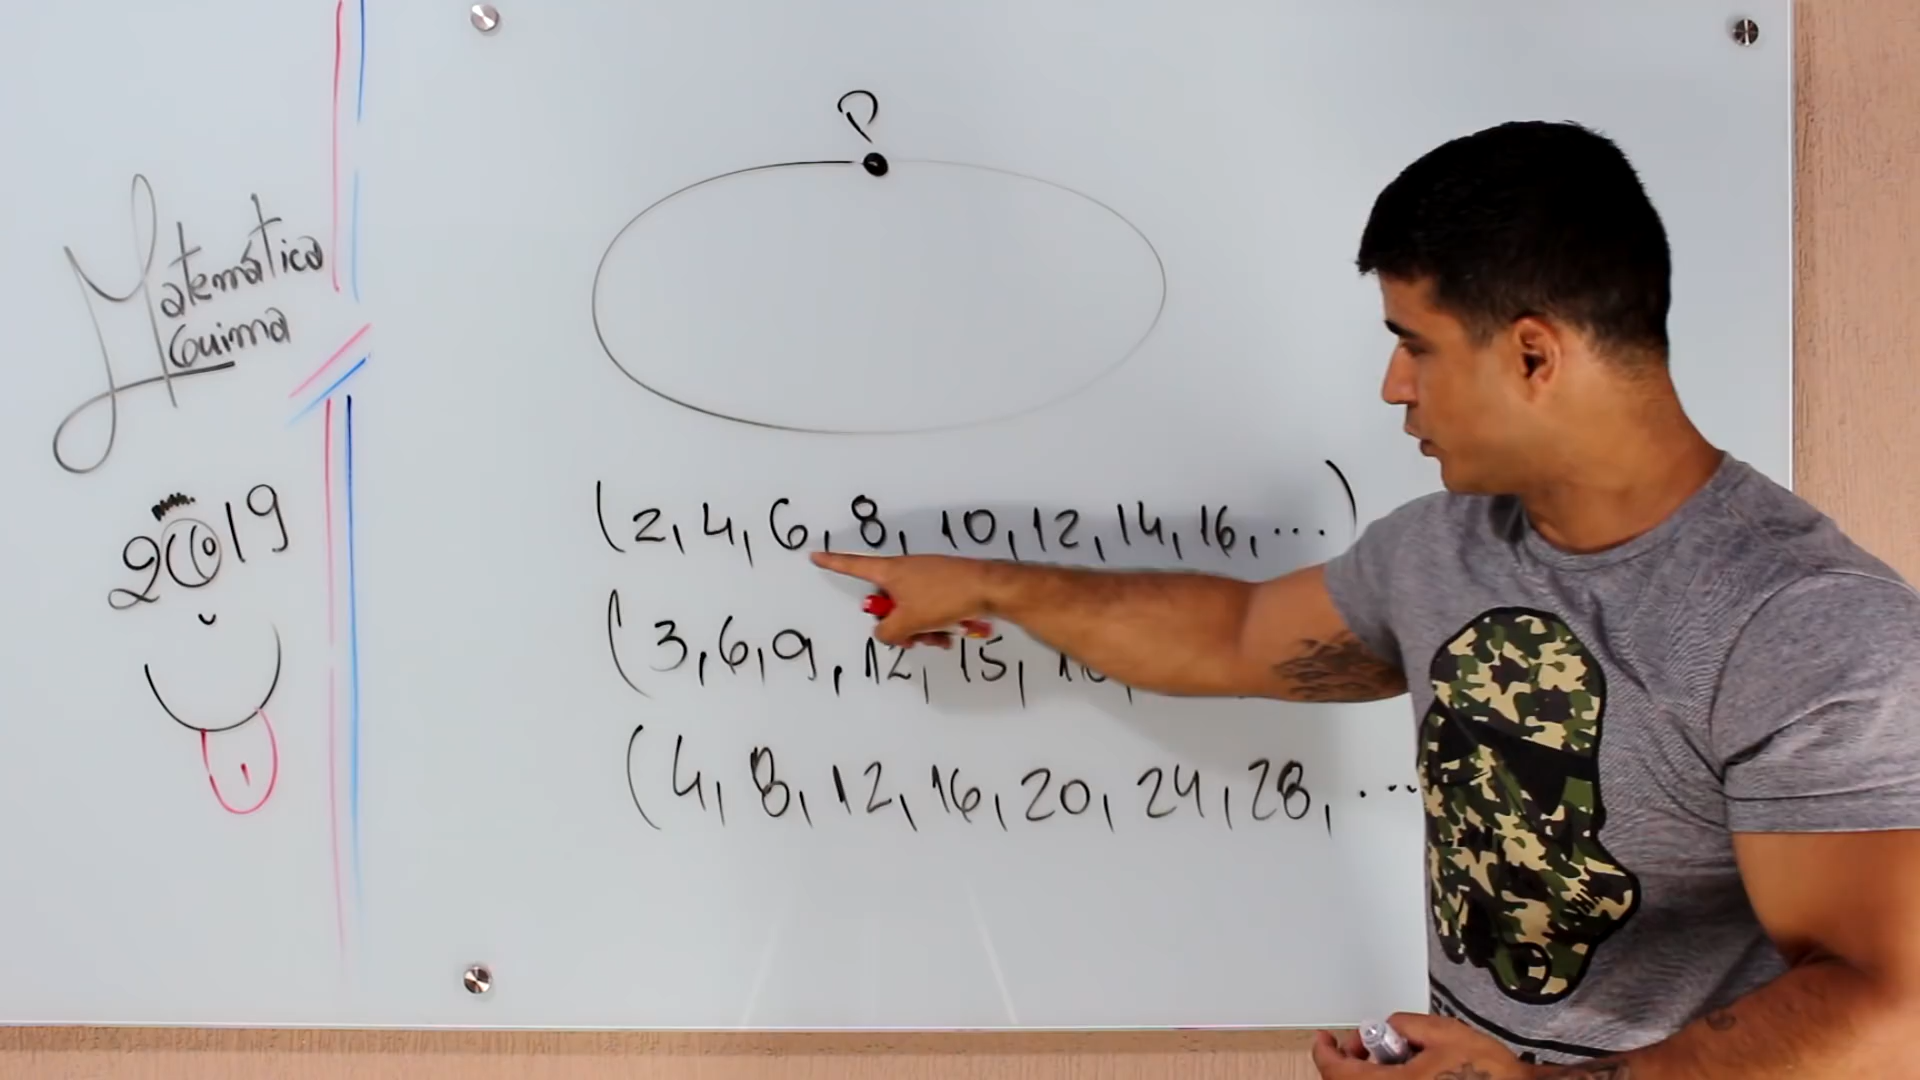 Matemática
Guima
2019
P
(2, 4, 6, 8, 10, 12, 14, 16, ...)
(3, 6, 9, 12, 15,
(4, 8, 12, 16, 20, 24, 28, ...